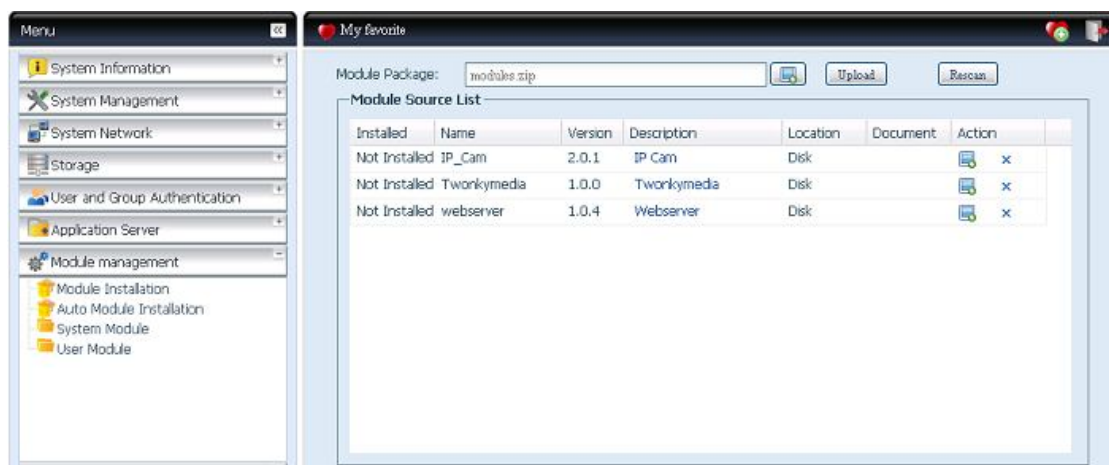 Menu
My favorite
System Information
System Management
System Network
Storage
User and Group Authentication
Application Server
Module management
Module Installation
Auto Module Installation
System Module
User Module
Module Package: modules.zip Upload Rescan
Module Source List
Installed Name Version Description Location Document Action
Not Installed IP_Cam 2.0.1 IP Cam Disk
Not Installed Twonkymedia 1.0.0 Twonkymedia Disk
Not Installed webserver 1.0.4 Webserver Disk